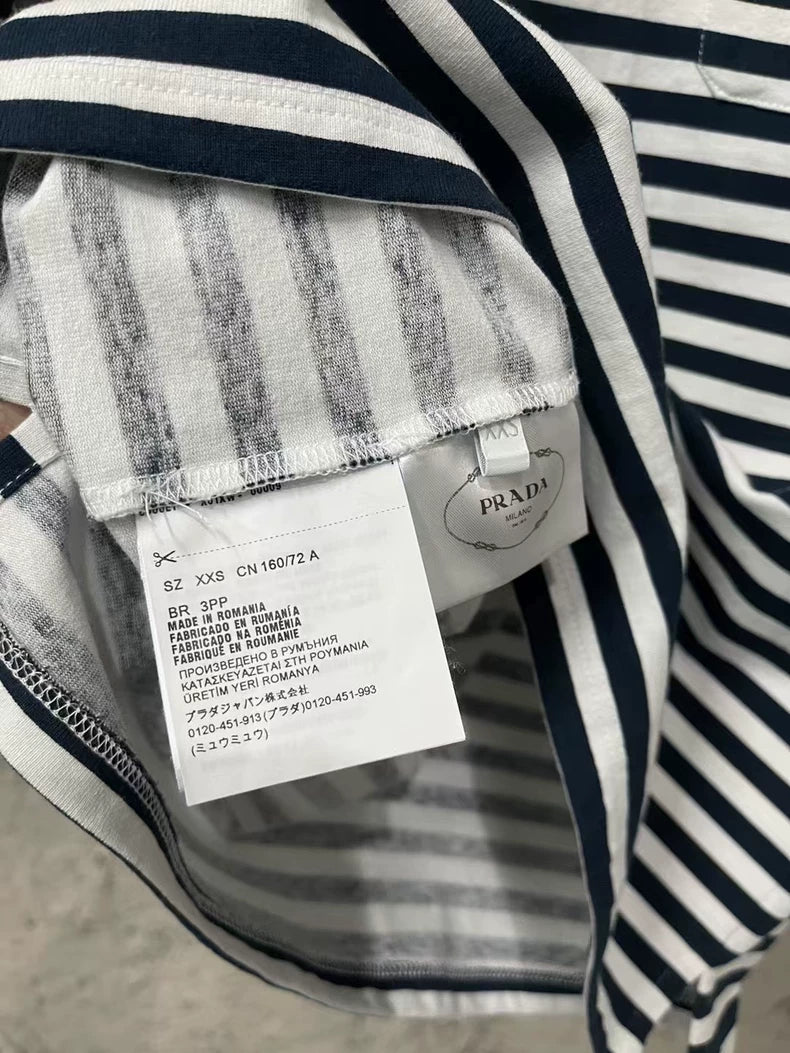 XXS
PRADA
MILANO
SZ XXS CN 160/72 A
BR 3PP
MADE IN ROMANIA
FABRICADO EN RUMANÍA
FABRICADO NA ROMÉNIA
FABRIQUÉ EN ROUMANIE
ПРОИЗВЕДЕНО В РУМЪНИЯ
ΚΑΤΑΣΚΕΥΑΖΕΤΑΙ ΣΤΗ ΡΟΥΜΑΝΙΑ
ÜRETİM YERİ ROMANYA
プラダジャパン株式会社
0120-451-913(プラダ)0120-451-993
(ミュウミュウ)